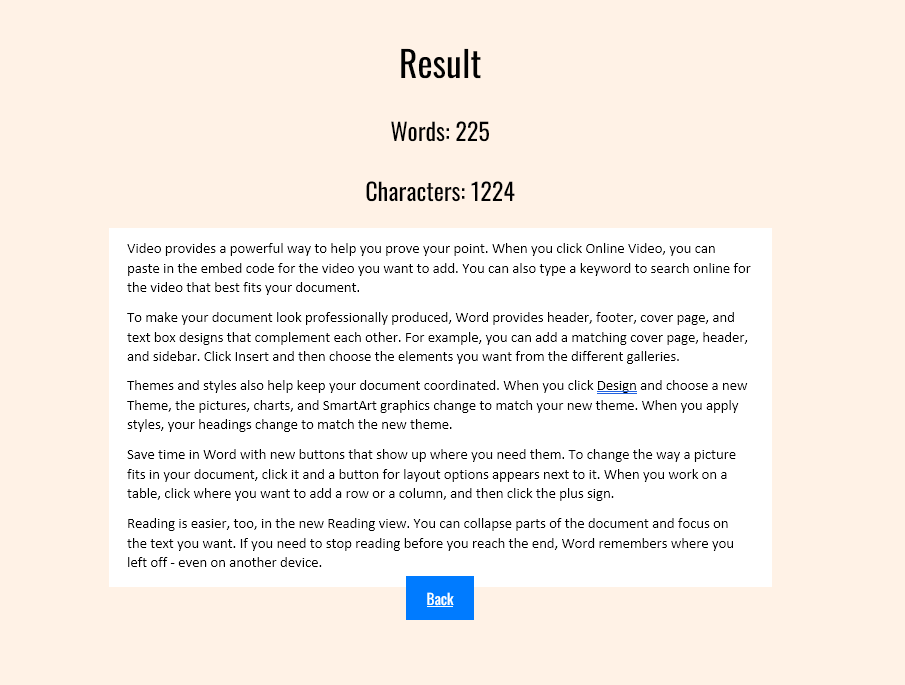 Result
Words: 225
Characters: 1224
Video provides a powerful way to help you prove your point. When you click Online Video, you can
paste in the embed code for the video you want to add. You can also type a keyword to search online for
the video that best fits your document.
To make your document look professionally produced, Word provides header, footer, cover page, and
text box designs that complement each other. For example, you can add a matching cover page, header,
and sidebar. Click Insert and then choose the elements you want from the different galleries.
Themes and styles also help keep your document coordinated. When you click Design and choose a new
Theme, the pictures, charts, and SmartArt graphics change to match your new theme. When you apply
styles, your headings change to match the new theme.
Save time in Word with new buttons that show up where you need them. To change the way a picture
fits in your document, click it and a button for layout options appears next to it. When you work on a
table, click where you want to add a row or a column, and then click the plus sign.
Reading is easier, too, in the new Reading view. You can collapse parts of the document and focus on
the text you want. If you need to stop reading before you reach the end, Word remembers where you
left off - even on another device.
Back